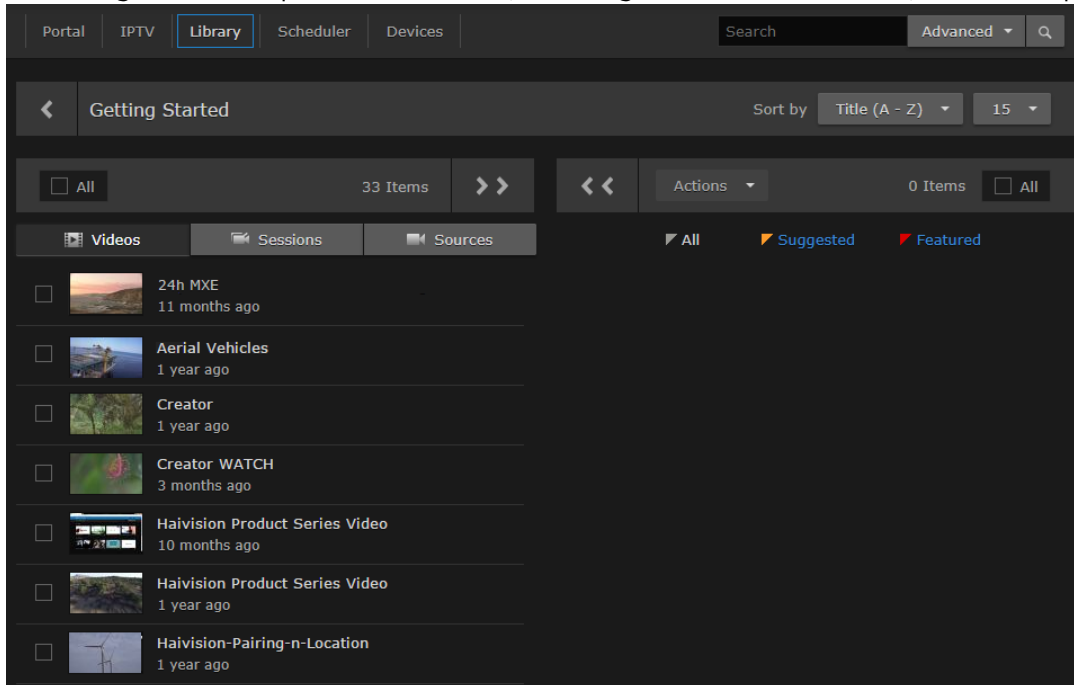 Portal IPTV Library Scheduler Devices Search Advanced
Getting Started Sort by Title (A - Z) 15
All 33 Items Actions 0 Items All
Videos Sessions Sources All Suggested Featured
24h MXE
11 months ago
Aerial Vehicles
1 year ago
Creator
1 year ago
Creator WATCH
3 months ago
Haivision Product Series Video
10 months ago
Haivision Product Series Video
1 year ago
Haivision-Pairing-n-Location
1 year ago